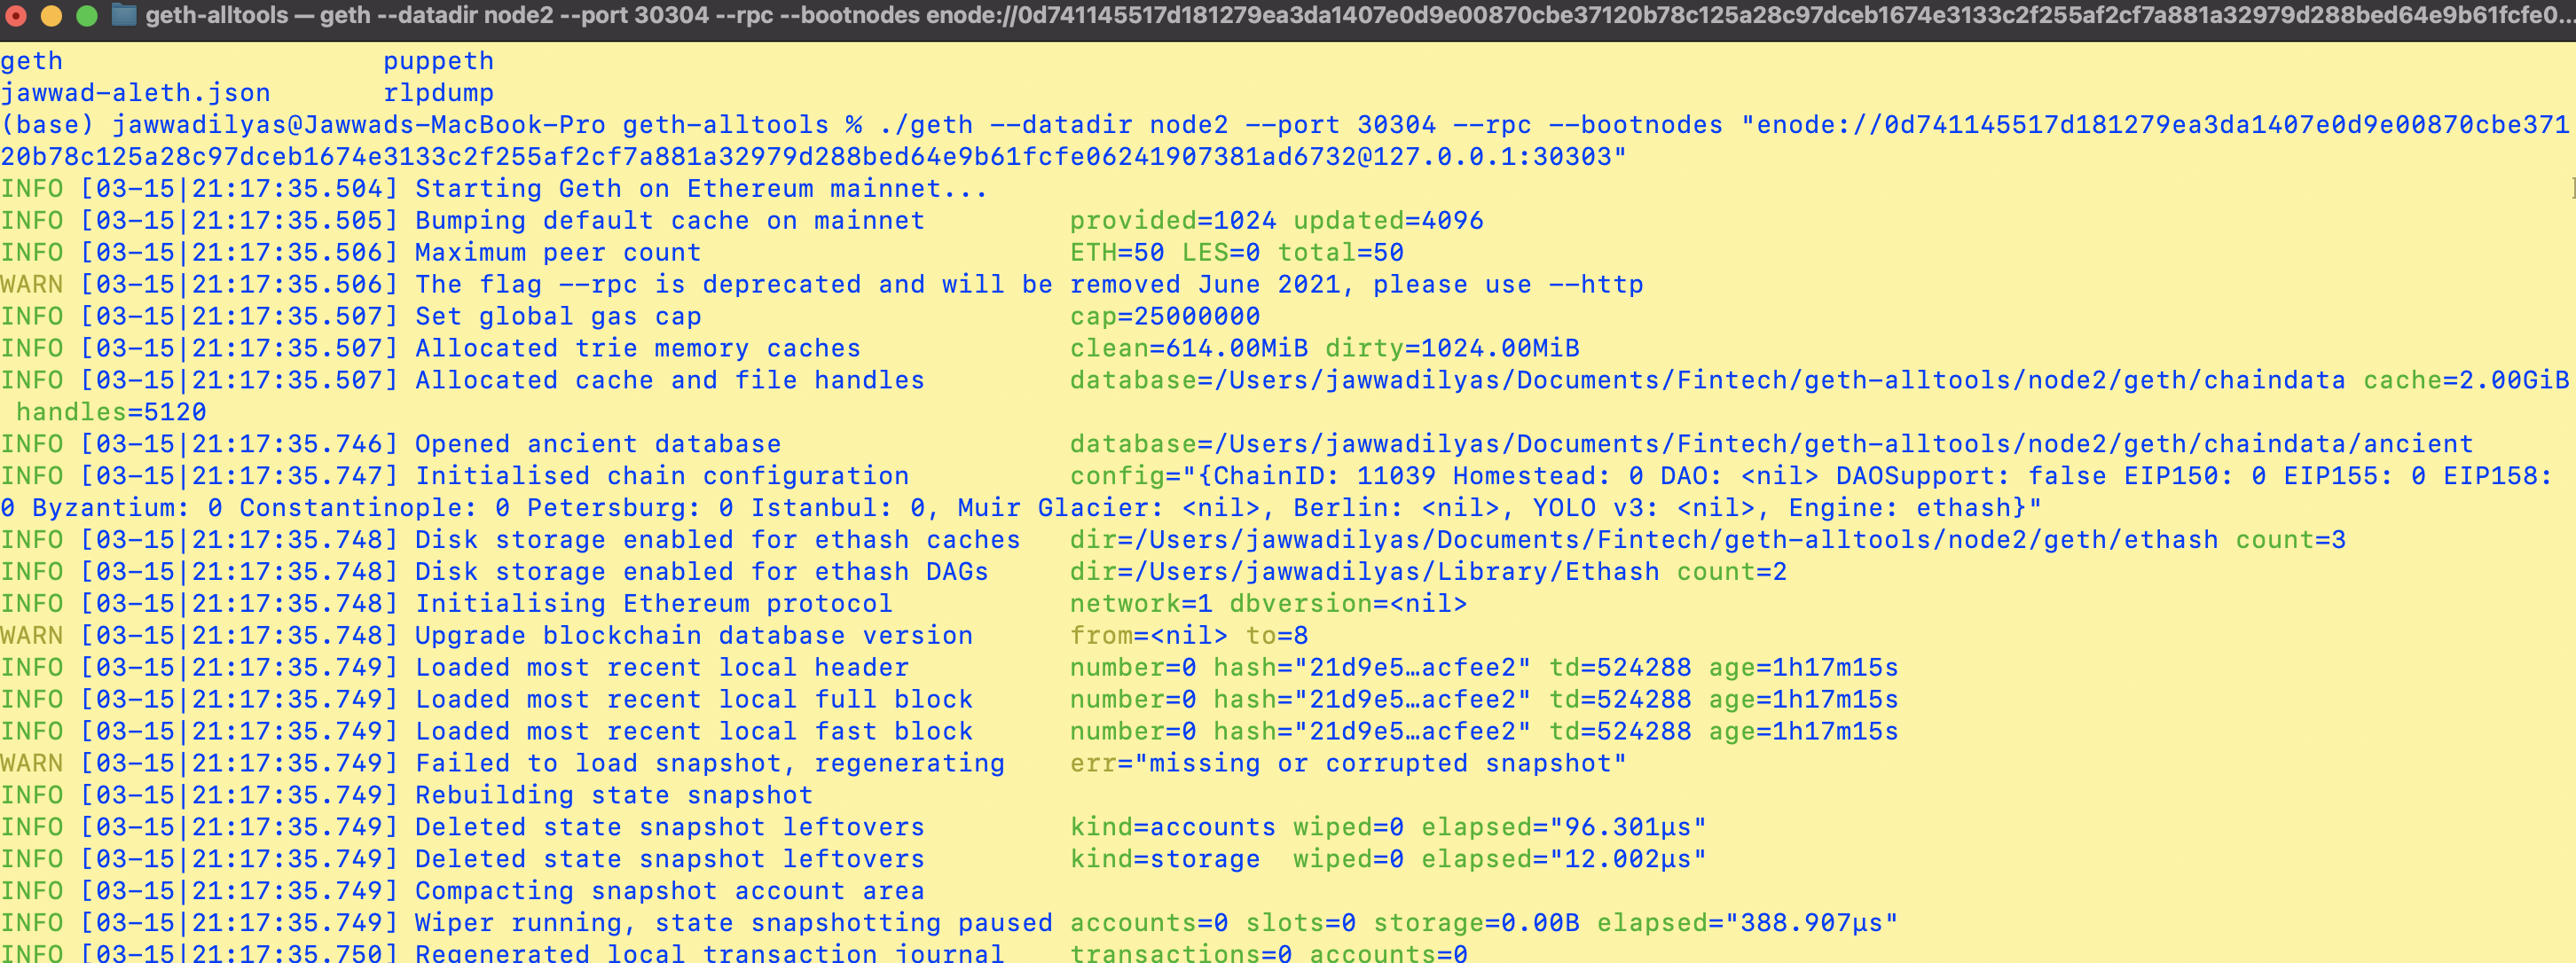 geth-alltools — geth --datadir node2 --port 30304 --rpc --bootnodes enode://0d741145517d181279ea3da1407e0d9e00870cbe37120b78c125a28c97dceb1674e3133c2f255af2cf7a881a32979d288bed64e9b61fcfe0...
geth                    puppeth
jawwad-aleth.json       rlpdump
(base) jawwadilyas@Jawwads-MacBook-Pro geth-alltools % ./geth --datadir node2 --port 30304 --rpc --bootnodes "enode://0d741145517d181279ea3da1407e0d9e00870cbe371
20b78c125a28c97dceb1674e3133c2f255af2cf7a881a32979d288bed64e9b61fcfe06241907381ad6732@127.0.0.1:30303"
INFO [03-15|21:17:35.504] Starting Geth on Ethereum mainnet...
INFO [03-15|21:17:35.505] Bumping default cache on mainnet         provided=1024 updated=4096
INFO [03-15|21:17:35.506] Maximum peer count                       ETH=50 LES=0 total=50
WARN [03-15|21:17:35.506] The flag --rpc is deprecated and will be removed June 2021, please use --http
INFO [03-15|21:17:35.507] Set global gas cap                       cap=25000000
INFO [03-15|21:17:35.507] Allocated trie memory caches             clean=614.00MiB dirty=1024.00MiB
INFO [03-15|21:17:35.507] Allocated cache and file handles         database=/Users/jawwadilyas/Documents/Fintech/geth-alltools/node2/geth/chaindata cache=2.00GiB
 handles=5120
INFO [03-15|21:17:35.746] Opened ancient database                  database=/Users/jawwadilyas/Documents/Fintech/geth-alltools/node2/geth/chaindata/ancient
INFO [03-15|21:17:35.747] Initialised chain configuration          config="{ChainID: 11039 Homestead: 0 DAO: <nil> DAOSupport: false EIP150: 0 EIP155: 0 EIP158:
0 Byzantium: 0 Constantinople: 0 Petersburg: 0 Istanbul: 0, Muir Glacier: <nil>, Berlin: <nil>, YOLO v3: <nil>, Engine: ethash}"
INFO [03-15|21:17:35.748] Disk storage enabled for ethash caches   dir=/Users/jawwadilyas/Documents/Fintech/geth-alltools/node2/geth/ethash count=3
INFO [03-15|21:17:35.748] Disk storage enabled for ethash DAGs     dir=/Users/jawwadilyas/Library/Ethash count=2
INFO [03-15|21:17:35.748] Initialising Ethereum protocol           network=1 dbversion=<nil>
WARN [03-15|21:17:35.748] Upgrade blockchain database version      from=<nil> to=8
INFO [03-15|21:17:35.749] Loaded most recent local header          number=0 hash="21d9e5…acfee2" td=524288 age=1h17m15s
INFO [03-15|21:17:35.749] Loaded most recent local full block      number=0 hash="21d9e5…acfee2" td=524288 age=1h17m15s
INFO [03-15|21:17:35.749] Loaded most recent local fast block      number=0 hash="21d9e5…acfee2" td=524288 age=1h17m15s
WARN [03-15|21:17:35.749] Failed to load snapshot, regenerating    err="missing or corrupted snapshot"
INFO [03-15|21:17:35.749] Rebuilding state snapshot
INFO [03-15|21:17:35.749] Deleted state snapshot leftovers         kind=accounts wiped=0 elapsed="96.301µs"
INFO [03-15|21:17:35.749] Deleted state snapshot leftovers         kind=storage  wiped=0 elapsed="12.002µs"
INFO [03-15|21:17:35.749] Compacting snapshot account area
INFO [03-15|21:17:35.749] Wiper running, state snapshotting paused accounts=0 slots=0 storage=0.00B elapsed="388.907µs"
INFO [03-15|21:17:35.750] Regenerated local transaction journal    transactions=0 accounts=0